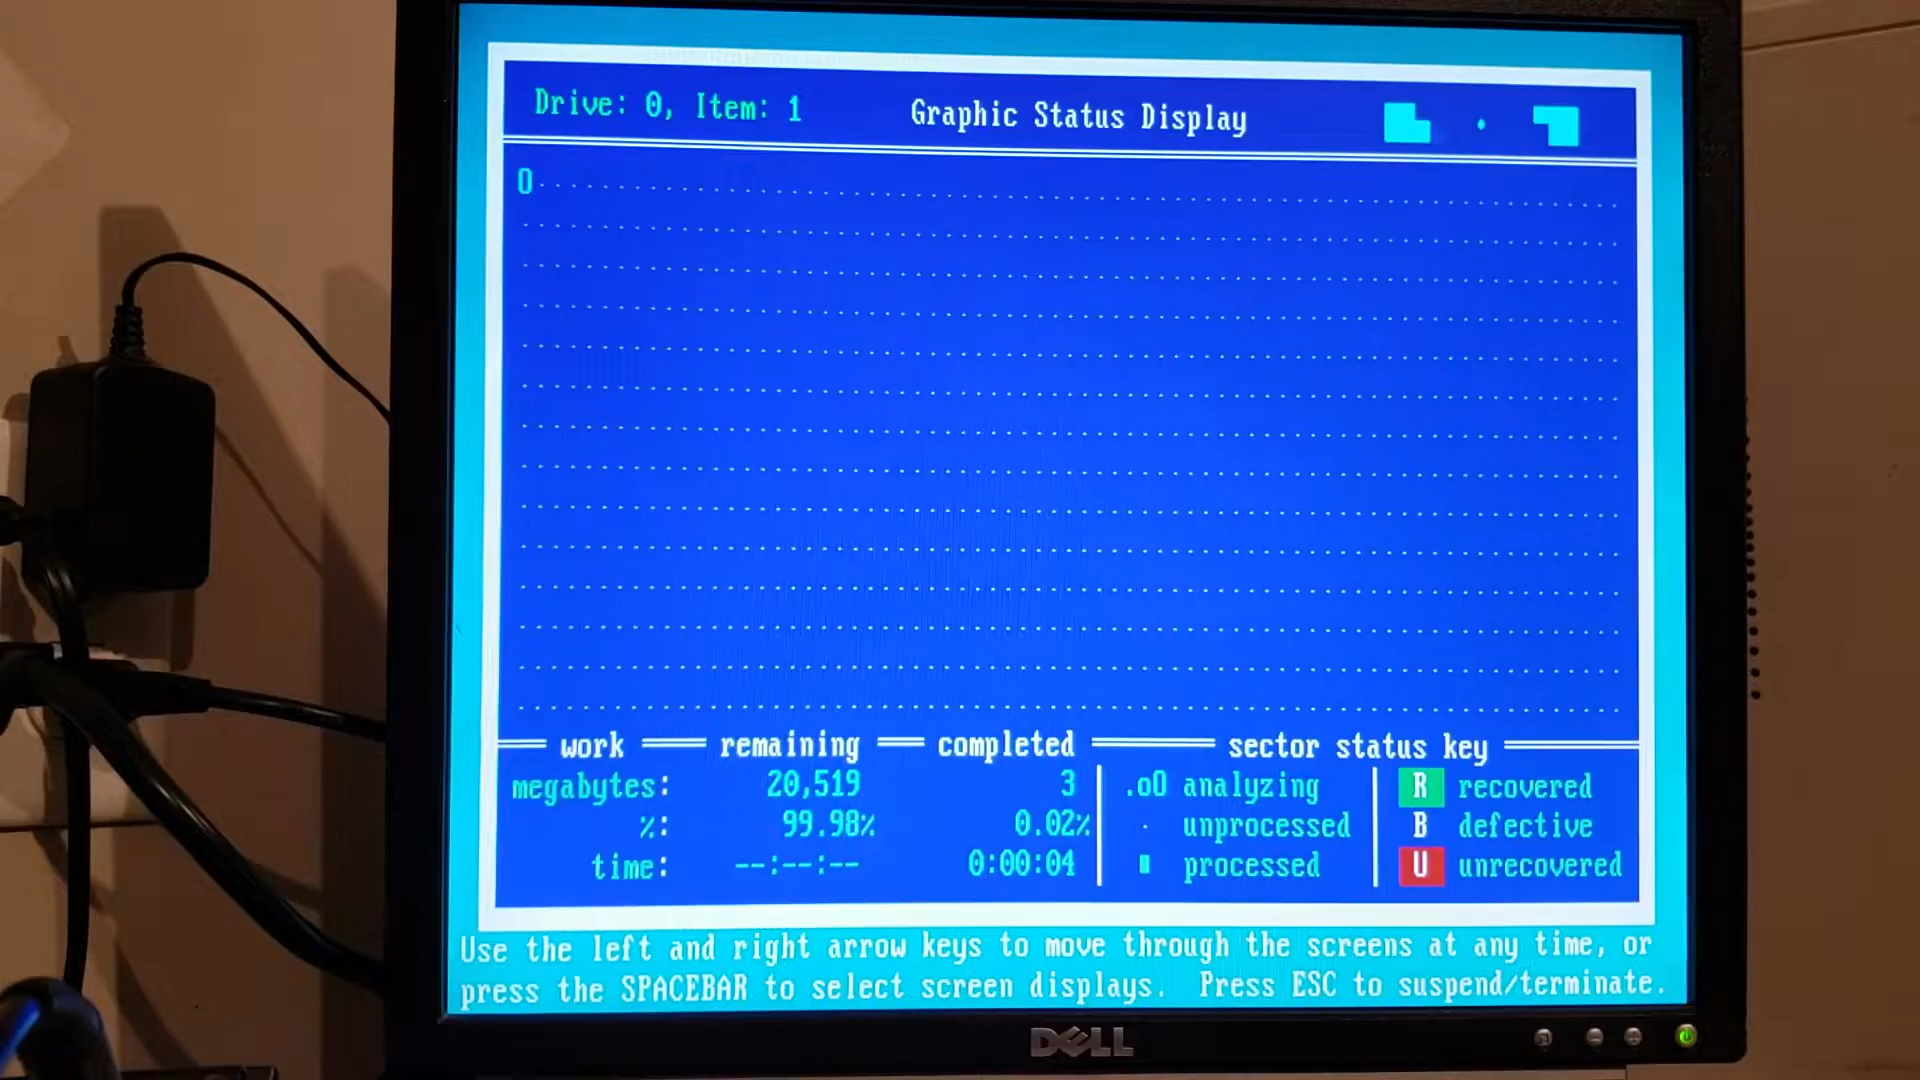 Drive: 0, Item: 1 Graphic Status Display
O
work remaining completed sector status key
megabytes: 20,519 3 .oO analyzing R recovered
%: 99.98% 0.02% · unprocessed B defective
time: --:--:-- 0:00:04 processed U unrecovered
Use the left and right arrow keys to move through the screens at any time, or
press the SPACEBAR to select screen displays. Press ESC to suspend/terminate.
DELL